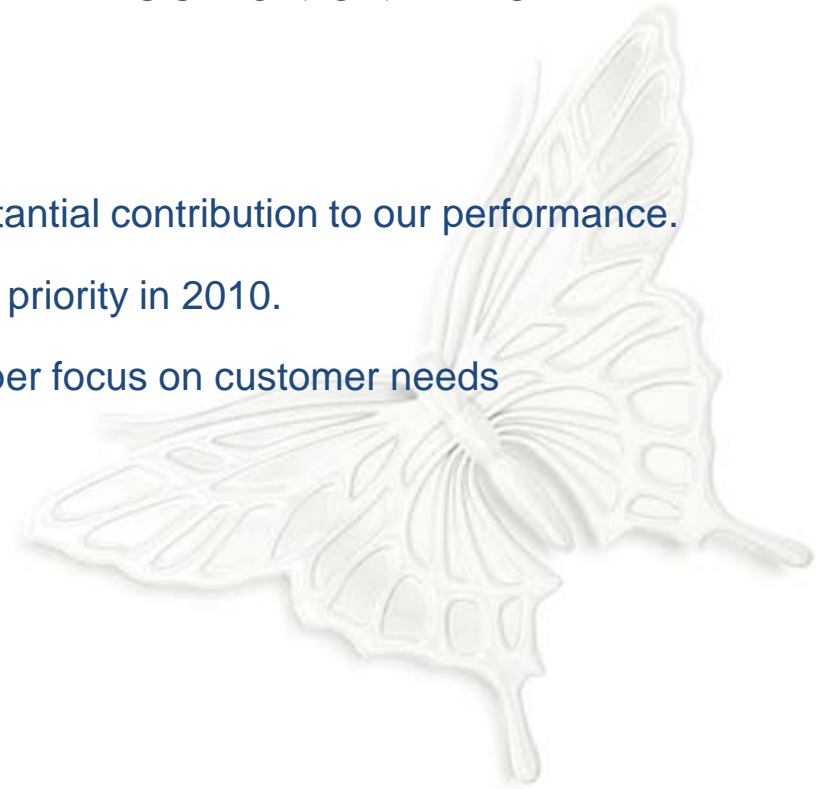 tantial contribution to our performance.
priority in 2010.
per focus on customer needs